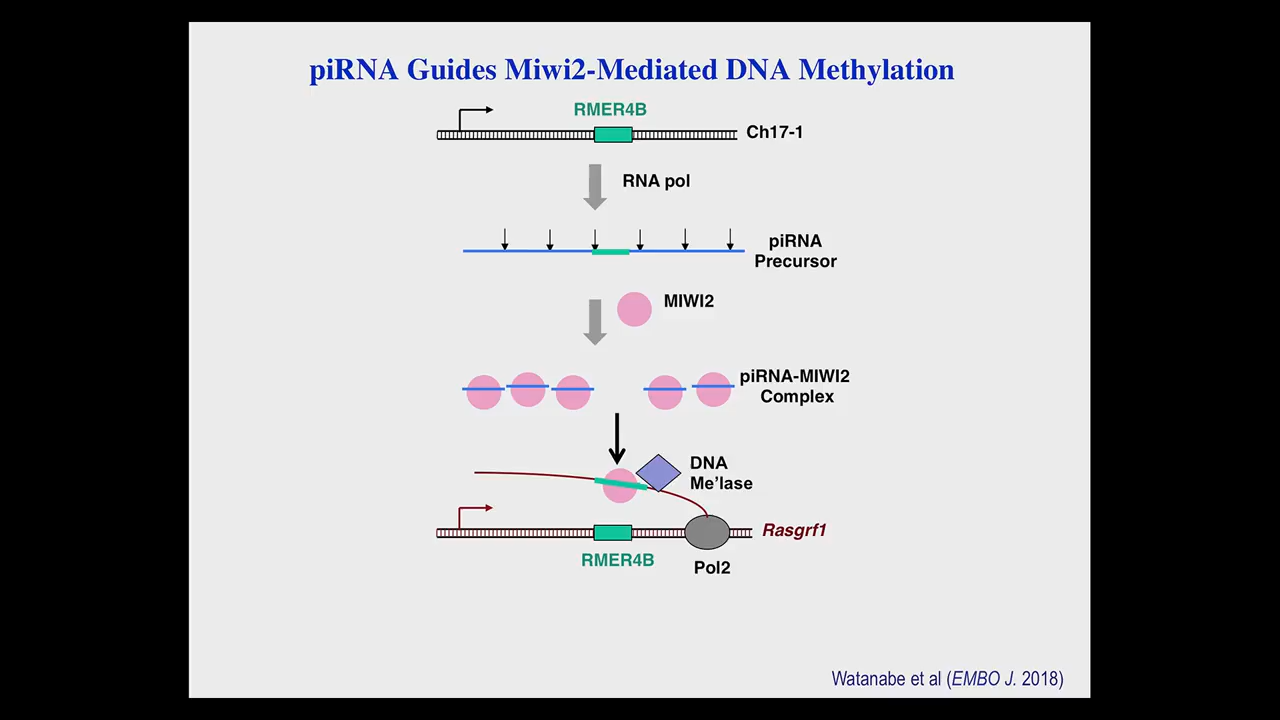 piRNA Guides Miwi2-Mediated DNA Methylation
RMER4B
Ch17-1
RNA pol
piRNA
Precursor
MIWI2
piRNA-MIWI2
Complex
DNA
Me'lase
Rasgrf1
RMER4B
Pol2
Watanabe et al (EMBO J. 2018)